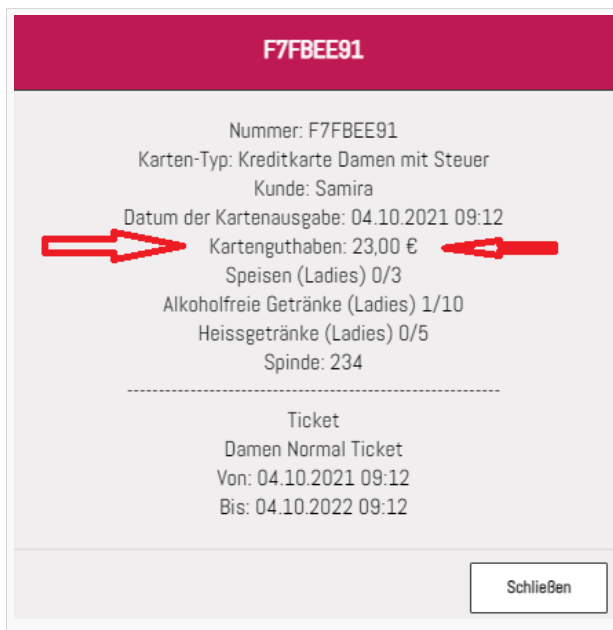 F7FBEE91
Nummer: F7FBEE91
Karten-Typ: Kreditkarte Damen mit Steuer
Kunde: Samira
Datum der Kartenausgabe: 04.10.2021 09:12
Kartenguthaben: 23,00 €
Speisen (Ladies) 0/3
Alkoholfreie Getränke (Ladies) 1/10
Heissgetränke (Ladies) 0/5
Spinde: 234
------------------------------------------------------------
Ticket
Damen Normal Ticket
Von: 04.10.2021 09:12
Bis: 04.10.2022 09:12
Schließen